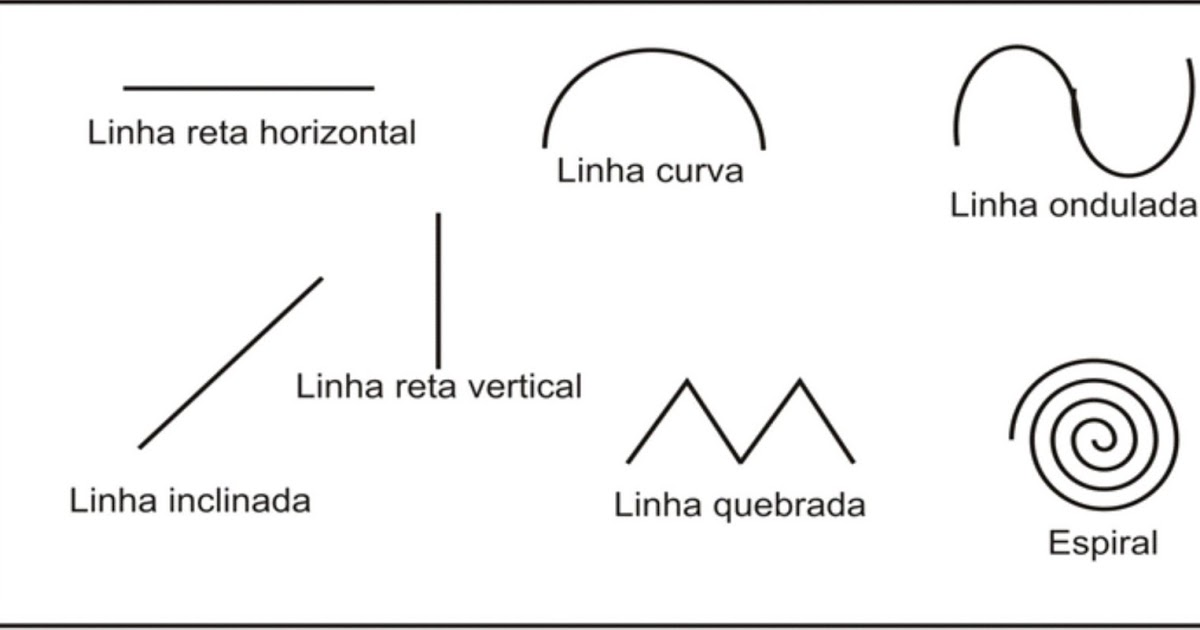 Linha reta horizontal
Linha curva
Linha ondulada
Linha reta vertical
Linha inclinada
Linha quebrada
Espiral